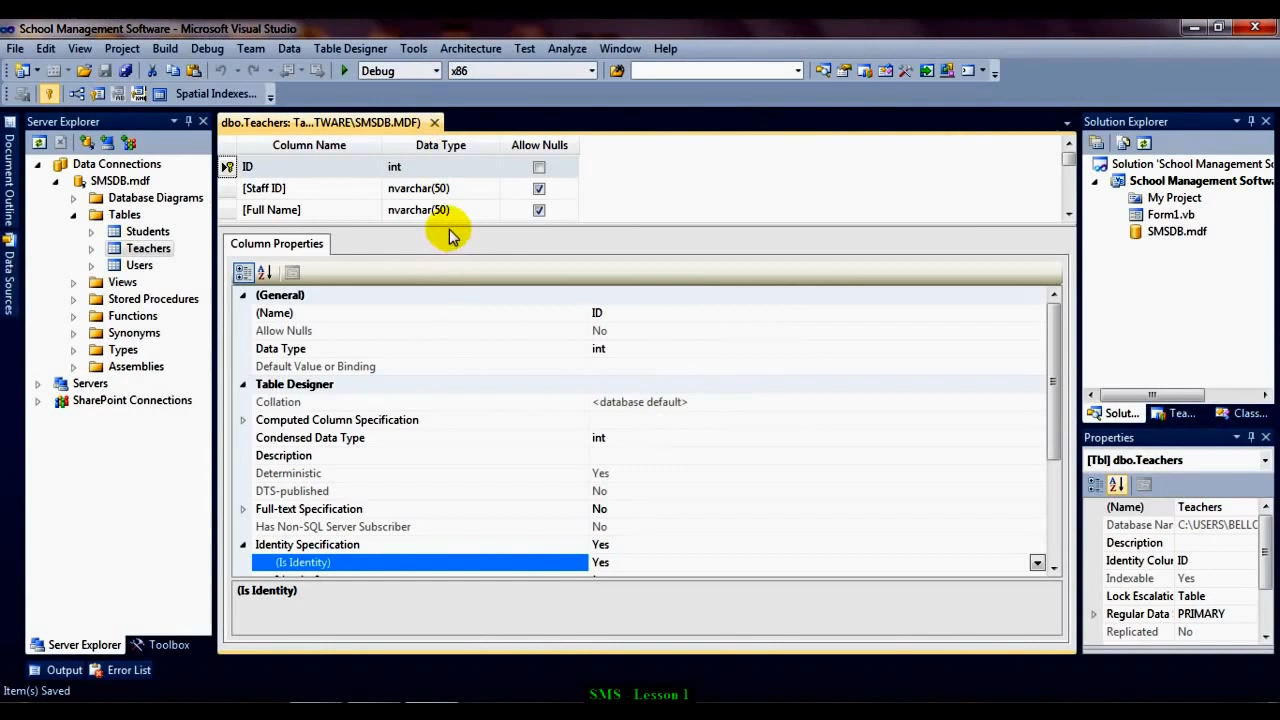 School Management Software - Microsoft Visual Studio
File Edit View Project Build Debug Team Data Table Designer Tools Architecture Test Analyze Window Help
Debug x86
Spatial Indexes...
Server Explorer
Data Connections
SMSDB.mdf
Database Diagrams
Tables
Students
Teachers
Users
Views
Stored Procedures
Functions
Synonyms
Types
Assemblies
Servers
SharePoint Connections
Document Outline
Data Sources
Server Explorer Toolbox
dbo.Teachers: Ta...TWARE\SMSDB.MDF)
Column Name Data Type Allow Nulls
ID int
[Staff ID] nvarchar(50)
[Full Name] nvarchar(50)
Column Properties
(General)
(Name) ID
Allow Nulls No
Data Type int
Default Value or Binding
Table Designer
Collation <database default>
Computed Column Specification
Condensed Data Type int
Description
Deterministic Yes
DTS-published No
Full-text Specification No
Has Non-SQL Server Subscriber No
Identity Specification Yes
(Is Identity) Yes
(Is Identity)
Solution Explorer
Solution 'School Management So
School Management Softwa
My Project
Form1.vb
SMSDB.mdf
Solut... Tea... Class...
Properties
[Tbl] dbo.Teachers
(Name) Teachers
Database Nar C:\USERS\BELLC
Description
Identity Colur ID
Indexable Yes
Lock Escalatic Table
Regular Data PRIMARY
Replicated No
Output Error List
Item(s) Saved
SMS - Lesson 1